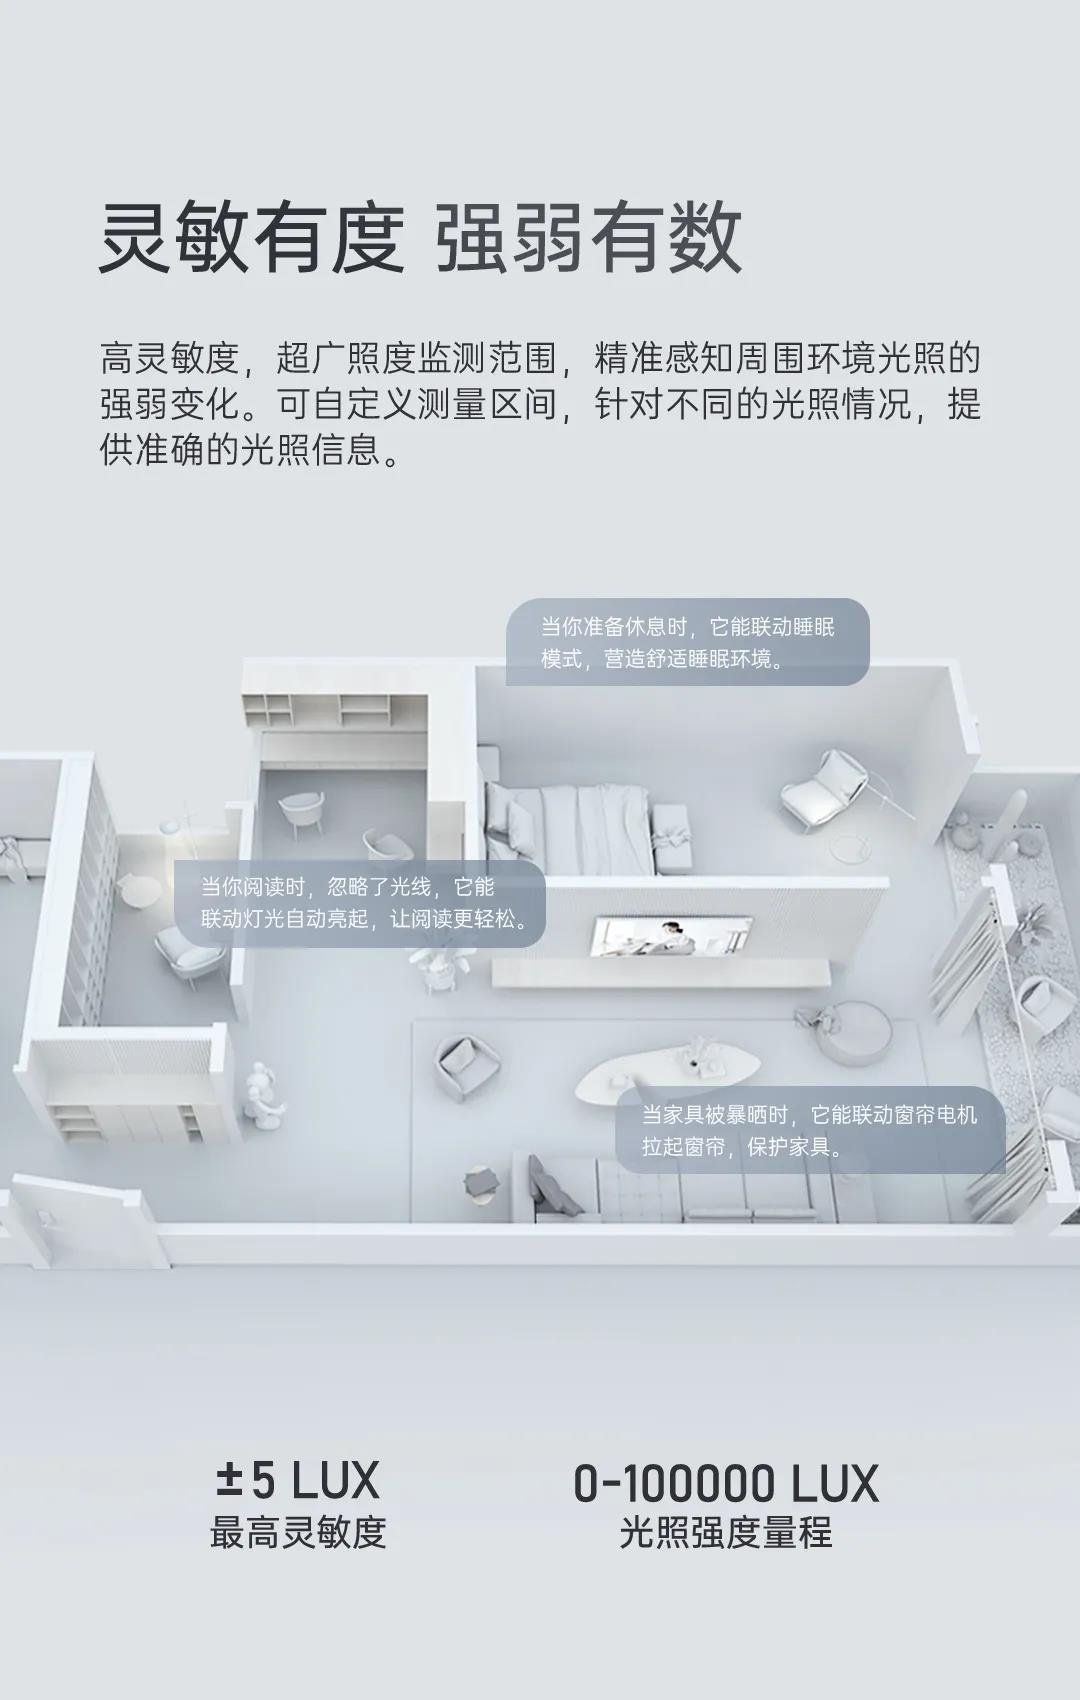 灵敏有度 强弱有数
高灵敏度，超广照度监测范围，精准感知周围环境光照的
强弱变化。可自定义测量区间，针对不同的光照情况，提
供准确的光照信息。
当你准备休息时，它能联动睡眠
模式，营造舒适睡眠环境。
当你阅读时，忽略了光线，它能
联动灯光自动亮起，让阅读更轻松。
当家具被暴晒时，它能联动窗帘电机
拉起窗帘，保护家具。
±5 LUX
最高灵敏度
0-100000 LUX
光照强度量程